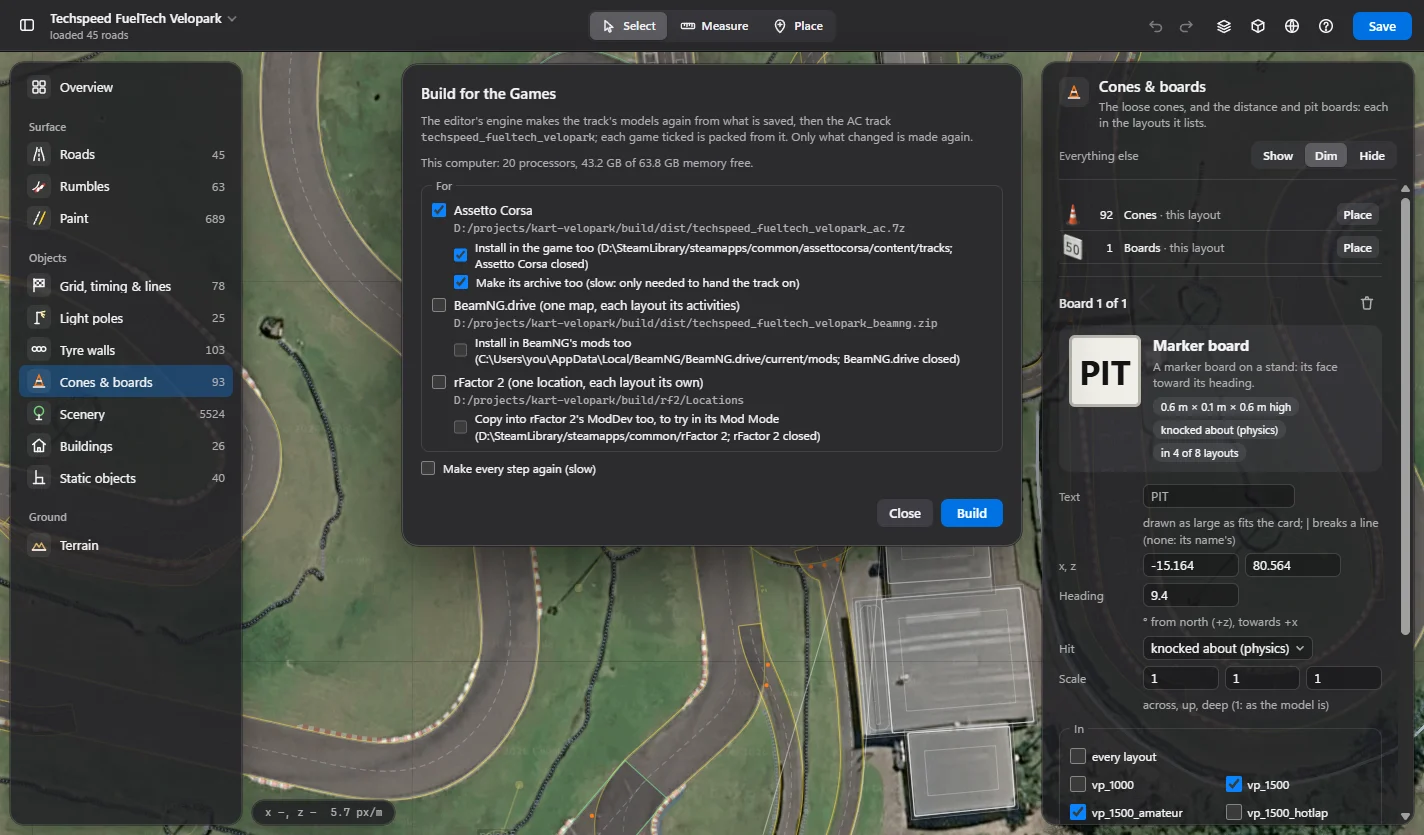 Techspeed FuelTech Velopark
loaded 45 roads
Select
Measure
Place
Save
Overview
Surface
Roads 45
Rumbles 63
Paint 689
Objects
Grid, timing & lines 78
Light poles 25
Tyre walls 103
Cones & boards 93
Scenery 5524
Buildings 26
Static objects 40
Ground
Terrain
x –, z – 5.7 px/m
Build for the Games
The editor's engine makes the track's models again from what is saved, then the AC track
techspeed_fueltech_velopark; each game ticked is packed from it. Only what changed is made again.
This computer: 20 processors, 43.2 GB of 63.8 GB memory free.
For
Assetto Corsa
D:/projects/kart-velopark/build/dist/techspeed_fueltech_velopark_ac.7z
Install in the game too (D:\SteamLibrary/steamapps/common/assettocorsa/content/tracks;
Assetto Corsa closed)
Make its archive too (slow: only needed to hand the track on)
BeamNG.drive (one map, each layout its activities)
D:/projects/kart-velopark/build/dist/techspeed_fueltech_velopark_beamng.zip
Install in BeamNG's mods too
(C:\Users\you\AppData\Local/BeamNG/BeamNG.drive/current/mods; BeamNG.drive closed)
rFactor 2 (one location, each layout its own)
D:/projects/kart-velopark/build/rf2/Locations
Copy into rFactor 2's ModDev too, to try in its Mod Mode
(D:\SteamLibrary/steamapps/common/rFactor 2; rFactor 2 closed)
Make every step again (slow)
Close
Build
Cones & boards
The loose cones, and the distance and pit boards: each
in the layouts it lists.
Everything else
Show
Dim
Hide
92 Cones · this layout Place
50
1 Boards · this layout Place
Board 1 of 1
PIT
Marker board
A marker board on a stand: its face
toward its heading.
0.6 m × 0.1 m × 0.6 m high
knocked about (physics)
in 4 of 8 layouts
Text PIT
drawn as large as fits the card; | breaks a line
(none: its name's)
x, z -15.164 80.564
Heading 9.4
° from north (+z), towards +x
Hit knocked about (physics)
Scale 1 1 1
across, up, deep (1: as the model is)
In
every layout
vp_1000 vp_1500
vp_1500_amateur vp_1500_hotlap